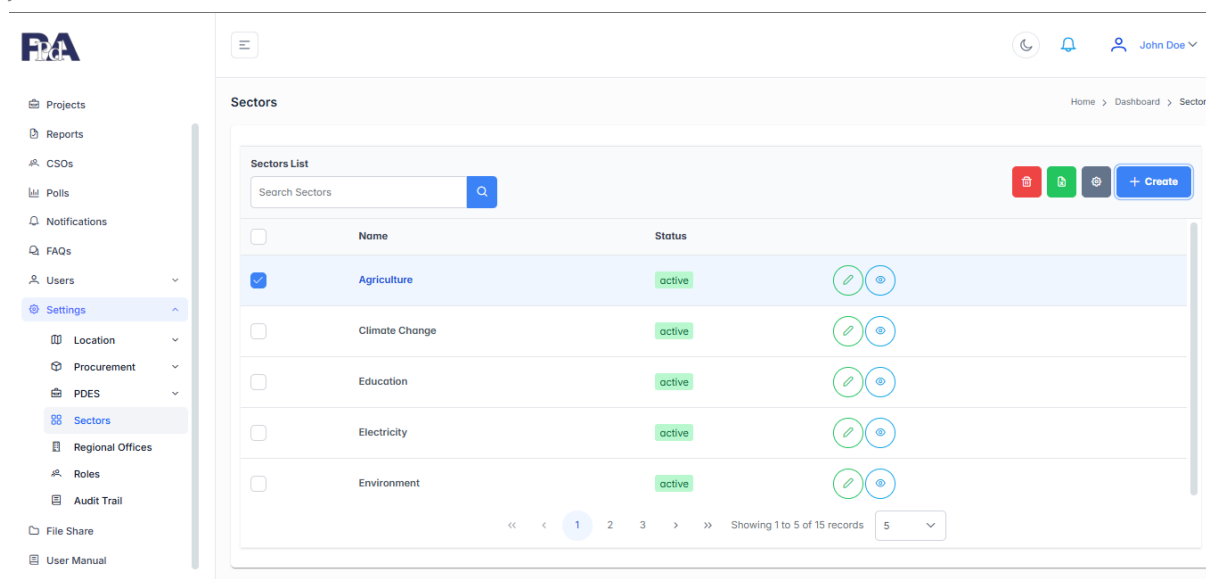 PPdA
John Doe
Projects
Reports
CSOs
Polls
Notifications
FAQs
Users
Settings
Location
Procurement
PDES
Sectors
Regional Offices
Roles
Audit Trail
File Share
User Manual
Sectors
Home > Dashboard > Sector
Sectors List
Search Sectors
+ Create
Name Status
Agriculture active
Climate Change active
Education active
Electricity active
Environment active
<< < 1 2 3 > >> Showing 1 to 5 of 15 records 5